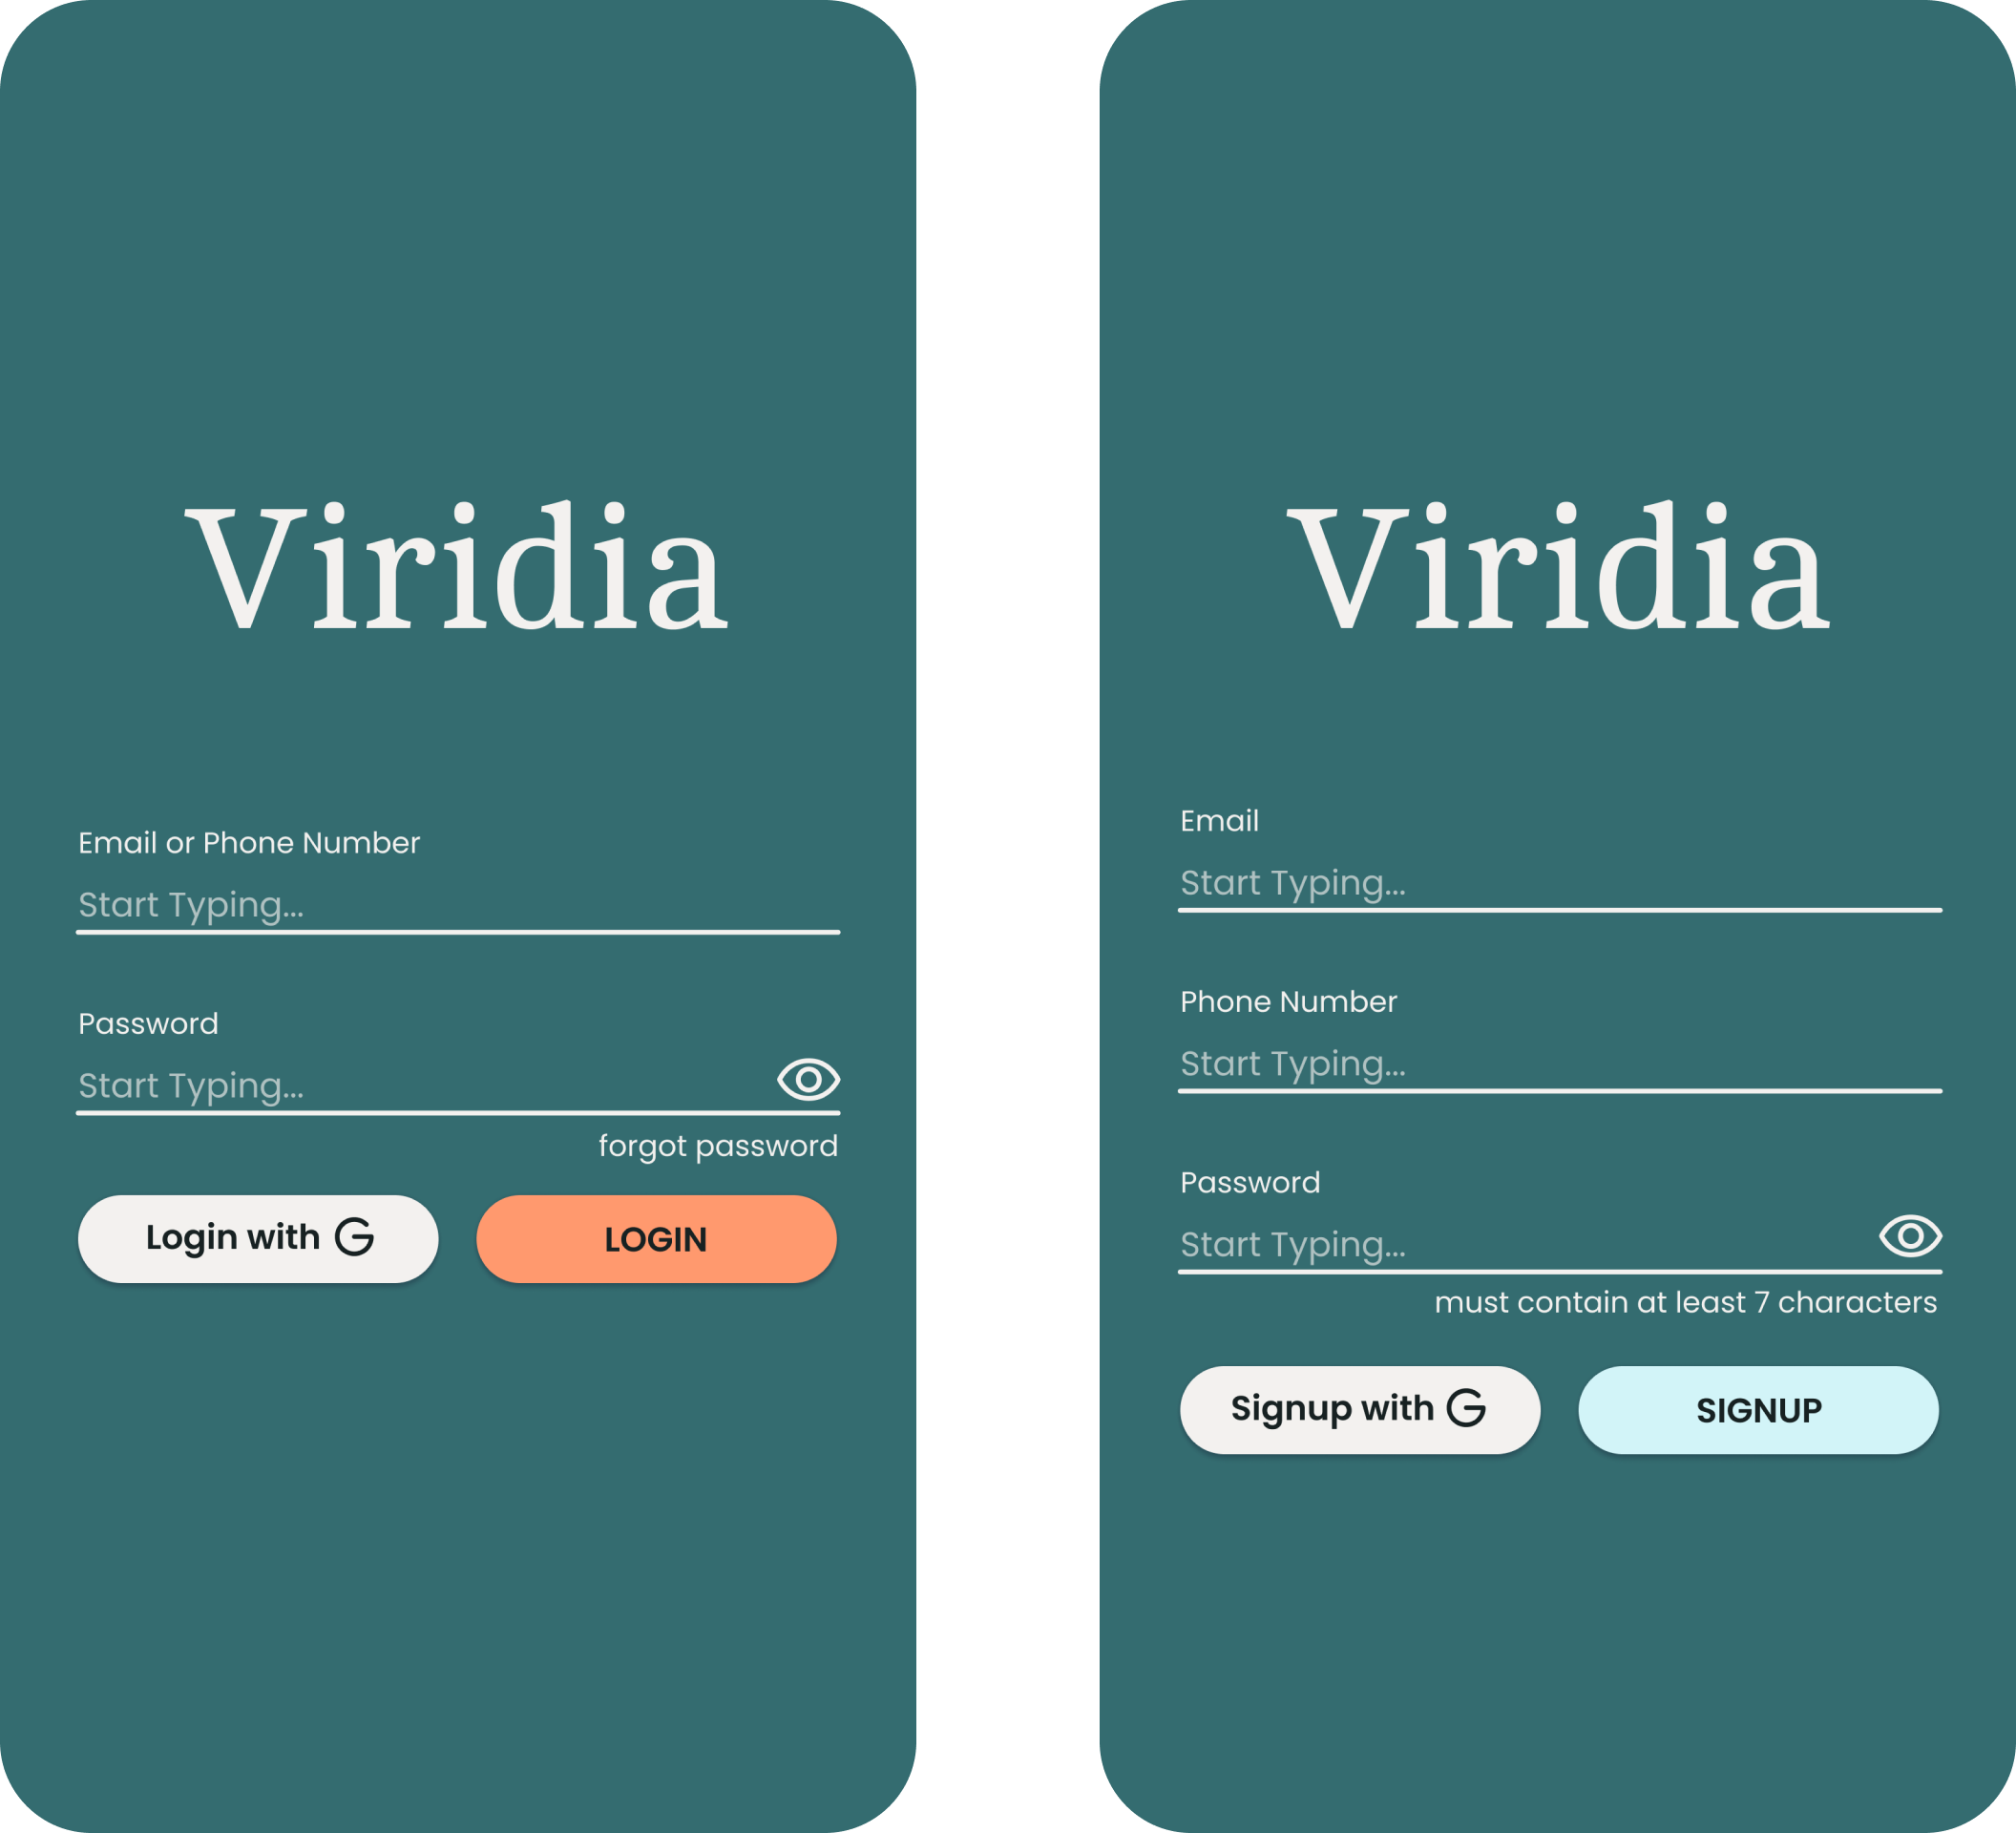 Viridia
Email or Phone Number
Start Typing...
Password
Start Typing...
forgot password
Login with G
LOGIN
Viridia
Email
Start Typing...
Phone Number
Start Typing...
Password
Start Typing...
must contain at least 7 characters
Signup with G
SIGNUP